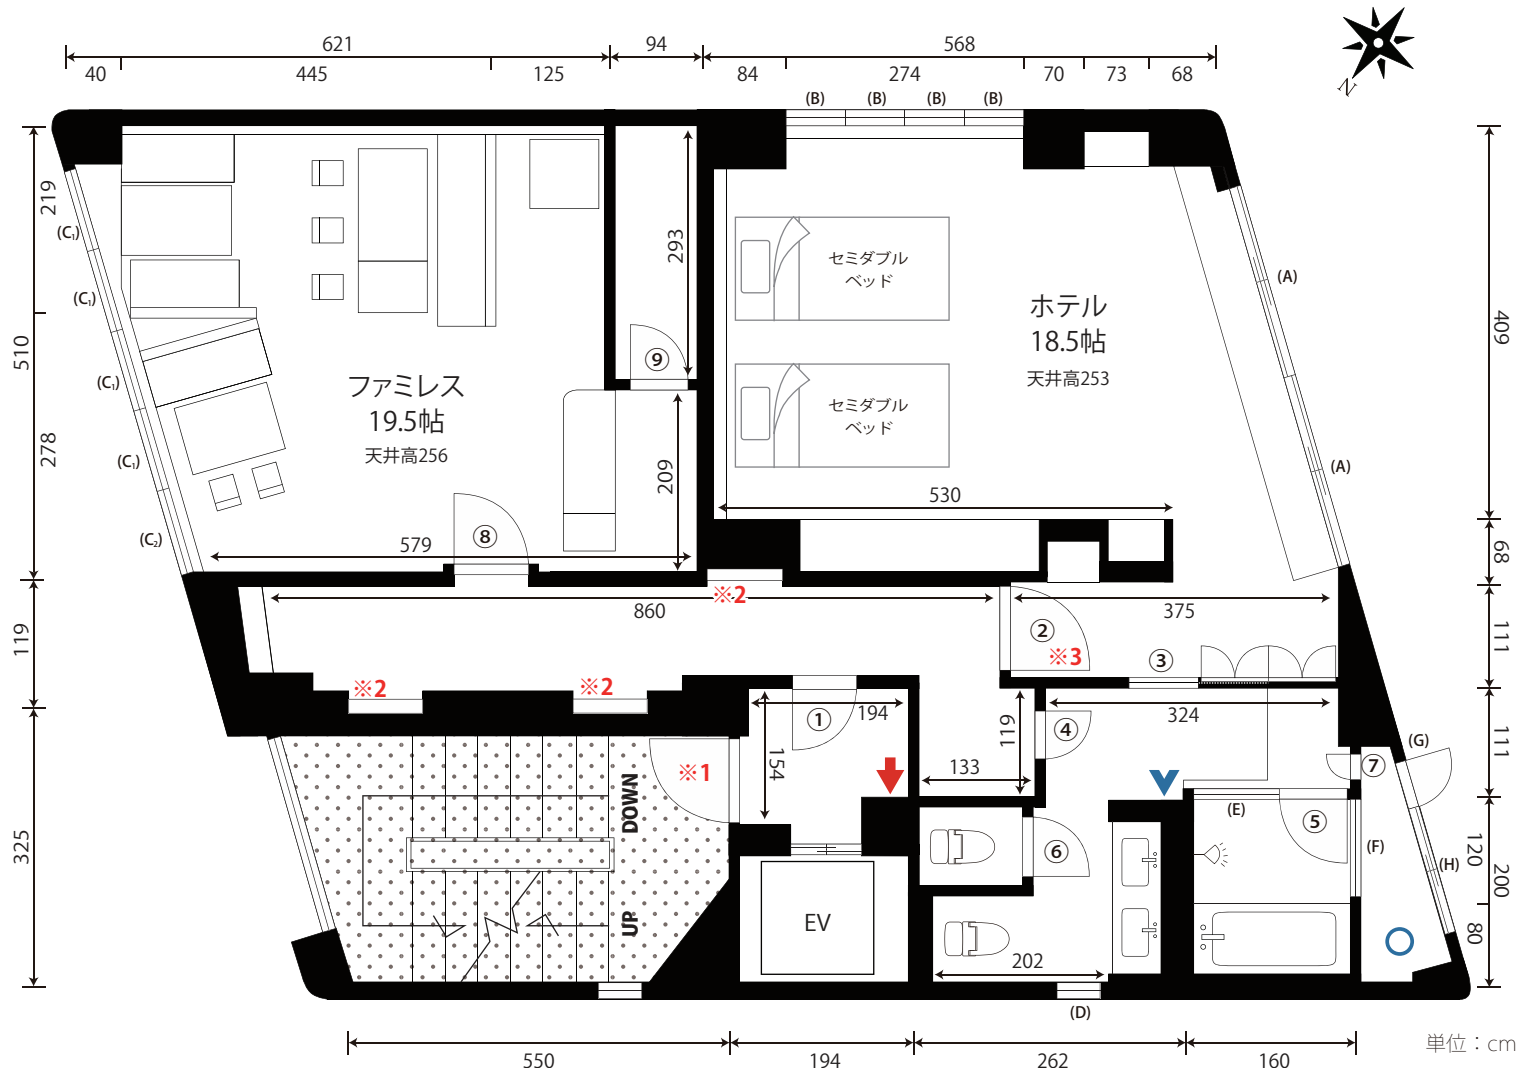 621
94
568
40
445
125
84
274
70
73
68
N
(B)
(B)
(B)
(B)
219
510
278
119
325
(C₁)
(C₁)
(C₁)
(C₁)
(C₂)
293
⑨
209
ファミレス
19.5帖
天井高256
579
⑧
セミダブル
ベッド
セミダブル
ベッド
ホテル
18.5帖
天井高253
530
(A)
(A)
409
68
111
111
200
120
80
860
※2
②
※3
375
③
※2
※2
①
194
154
※1
119
133
④
324
⑦
(G)
DOWN
UP
EV
⑥
202
(E)
⑤
(F)
(H)
(D)
550
194
262
160
単位：cm